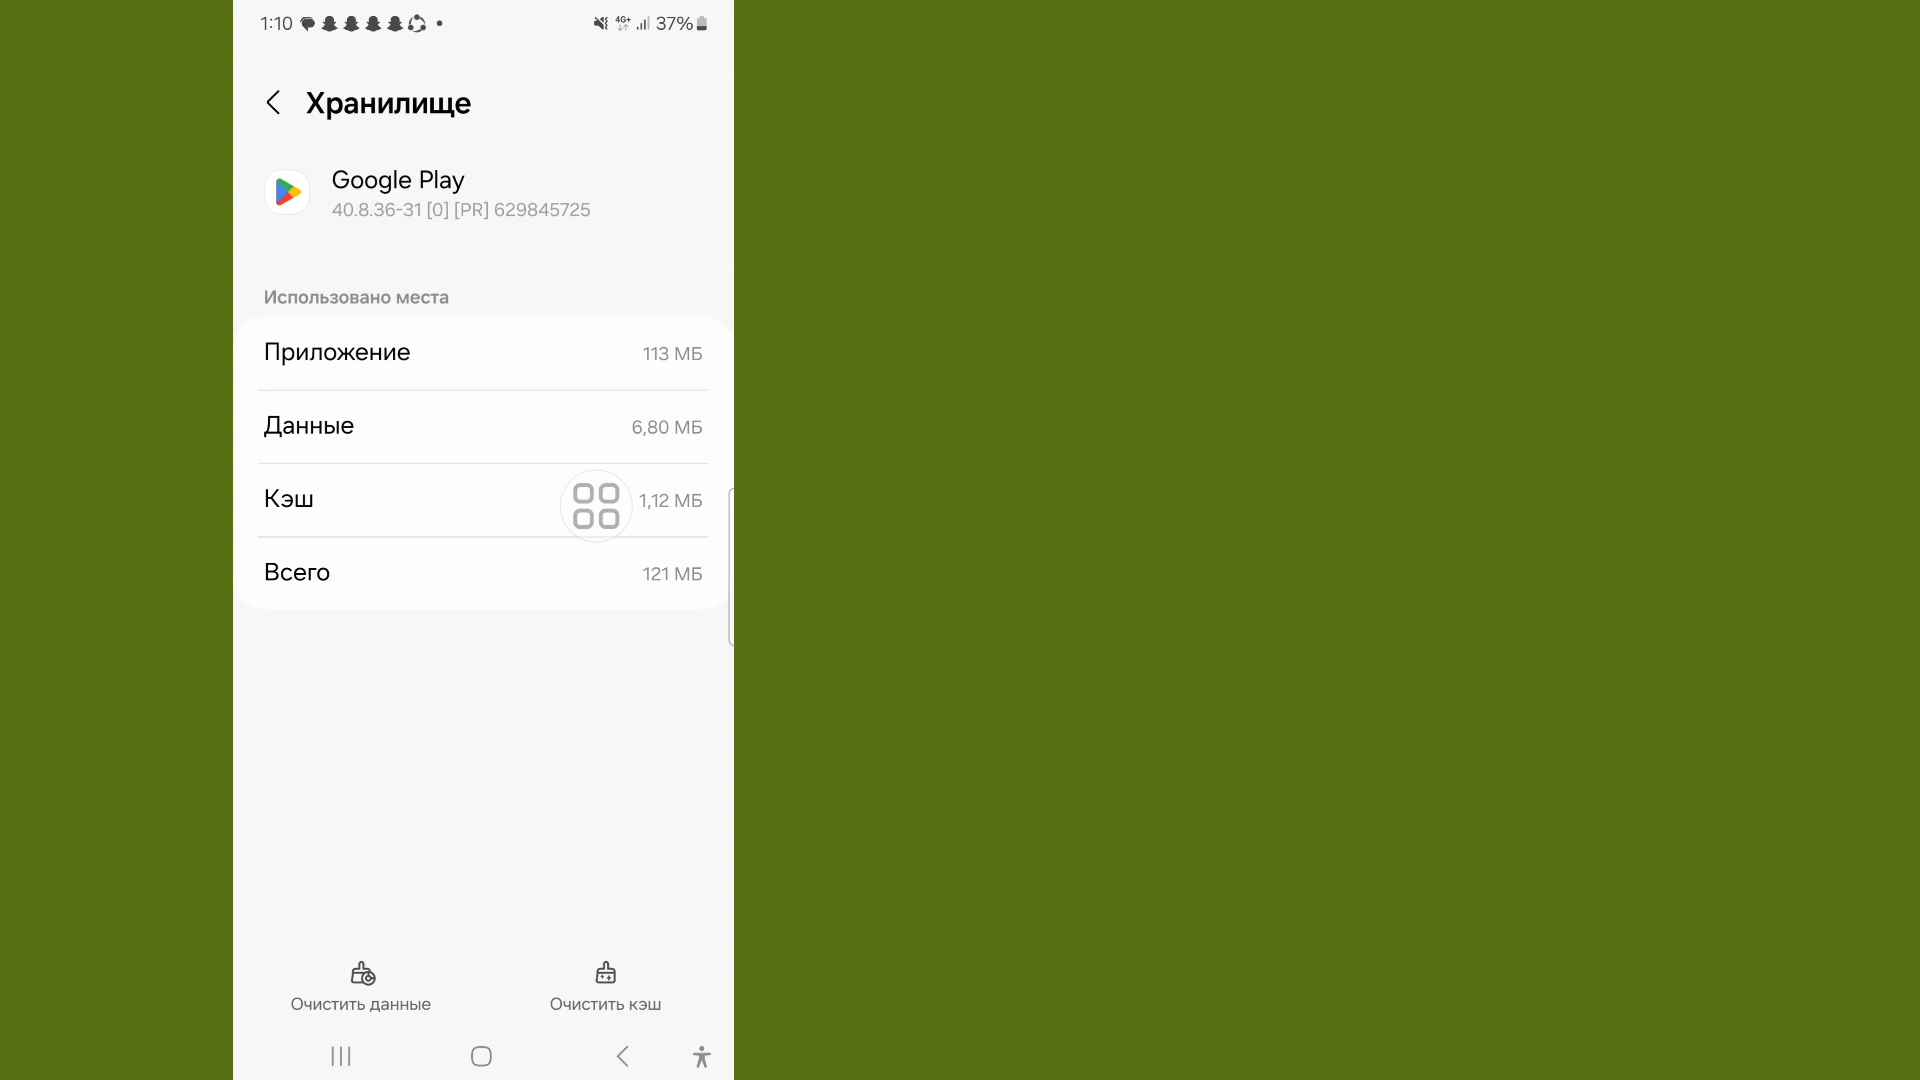 1:10
4G+
37%
Хранилище
Google Play
40.8.36-31 [0] [PR] 629845725
Использовано места
Приложение 113 МБ
Данные 6,80 МБ
Кэш 1,12 МБ
Всего 121 МБ
Очистить данные
Очистить кэш